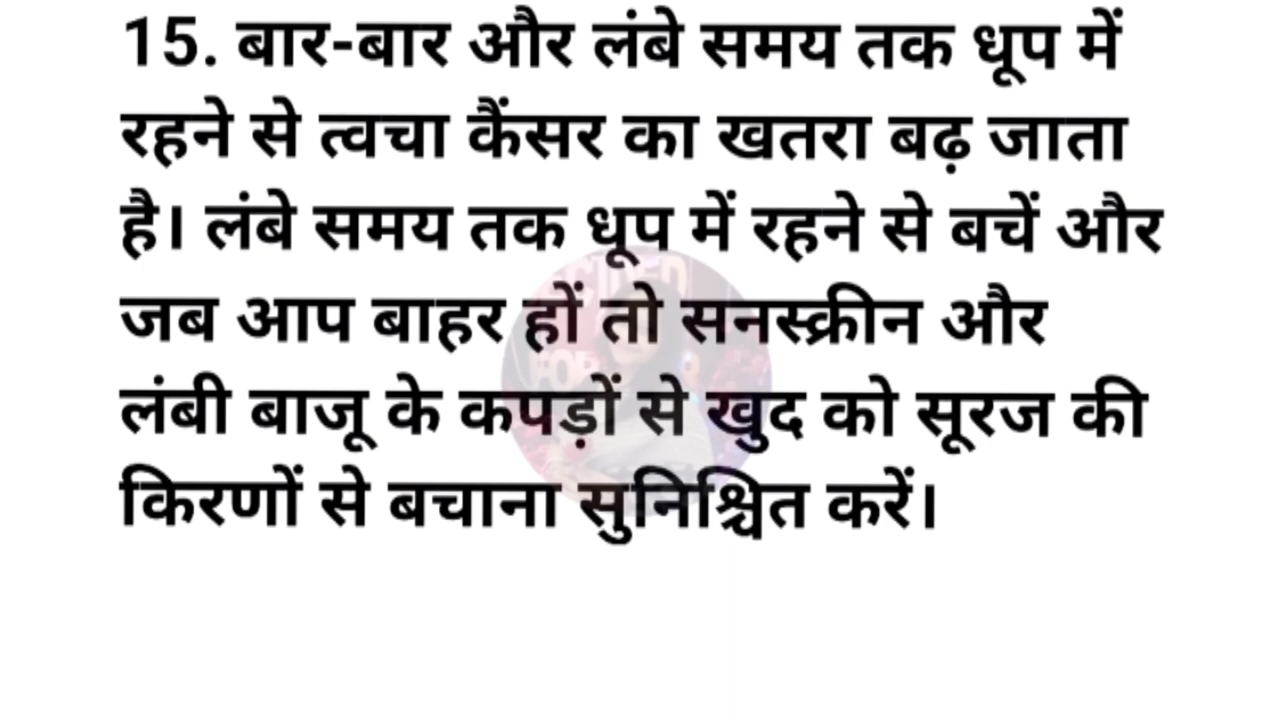 15. बार-बार और लंबे समय तक धूप में
रहने से त्वचा कैंसर का खतरा बढ़ जाता
है। लंबे समय तक धूप में रहने से बचें और
जब आप बाहर हों तो सनस्क्रीन और
लंबी बाजू के कपड़ों से खुद को सूरज की
किरणों से बचाना सुनिश्चित करें।